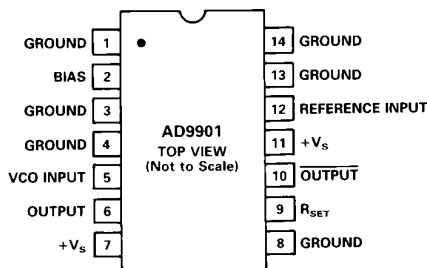 GROUND 1
BIAS 2
GROUND 3
GROUND 4
VCO INPUT 5
OUTPUT 6
+VS 7
AD9901
TOP VIEW
(Not to Scale)
14 GROUND
13 GROUND
12 REFERENCE INPUT
11 +VS
10 OUTPUT
9 RSET
8 GROUND